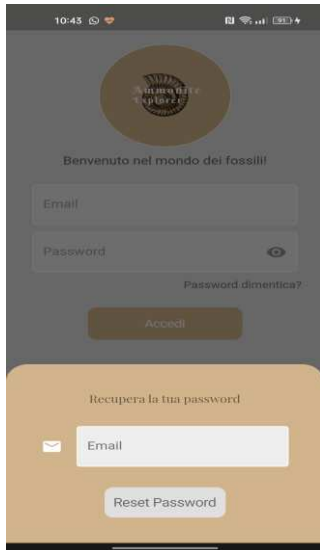 10:43
91
Ammonite
Explorer
Benvenuto nel mondo dei fossili!
Email
Password
Password dimentica?
Accedi
Recupera la tua password
Email
Reset Password